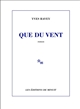 YVES RAVEY
QUE DU VENT
roman
LES ÉDITIONS DE MINUIT